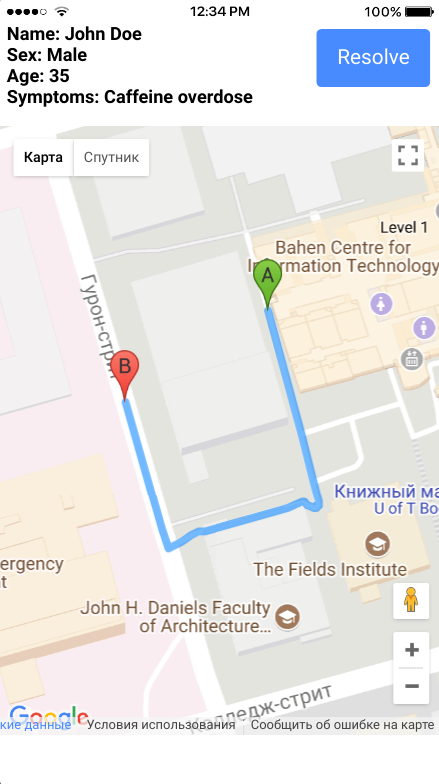 12:34 PM
100%
Name: John Doe
Sex: Male
Age: 35
Symptoms: Caffeine overdose
Resolve
Карта
Спутник
Level 1
Bahen Centre for
Information Technology
A
Гурон-стрит
B
Книжный ма
U of T Boo
ergency
t
The Fields Institute
John H. Daniels Faculty
of Architecture...
+
−
Google
Колледж-стрит
кие данные
Условия использования
Сообщить об ошибке на карте